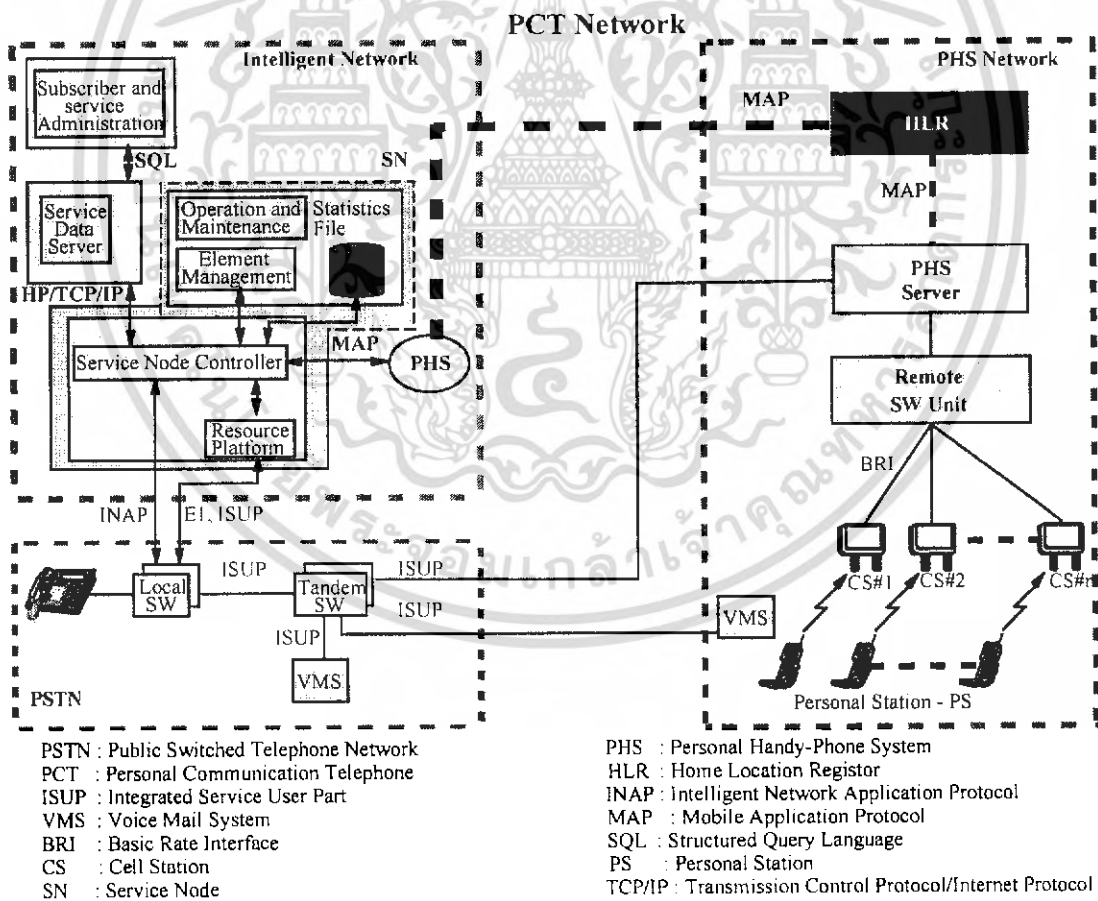 PCT Network
Intelligent Network
Subscriber and
service
Administration
SQL
SN
Service
Data
Server
Operation and
Maintenance
Statistics
File
Element
Management
HP/TCP/IP
MAP
Service Node Controller
PHS
Resource
Platform
INAP
EI, ISUP
PHS Network
MAP
HLR
MAP
PHS
Server
Remote
SW Unit
BRI
CS#1
CS#2
CS#n
VMS
Personal Station - PS
Local
SW
ISUP
Tandem
SW
ISUP
ISUP
ISUP
VMS
PSTN
PSTN : Public Switched Telephone Network
PCT : Personal Communication Telephone
ISUP : Integrated Service User Part
VMS : Voice Mail System
BRI : Basic Rate Interface
CS : Cell Station
SN : Service Node
PHS : Personal Handy-Phone System
HLR : Home Location Registor
INAP : Intelligent Network Application Protocol
MAP : Mobile Application Protocol
SQL : Structured Query Language
PS : Personal Station
TCP/IP : Transmission Control Protocol/Internet Protocol